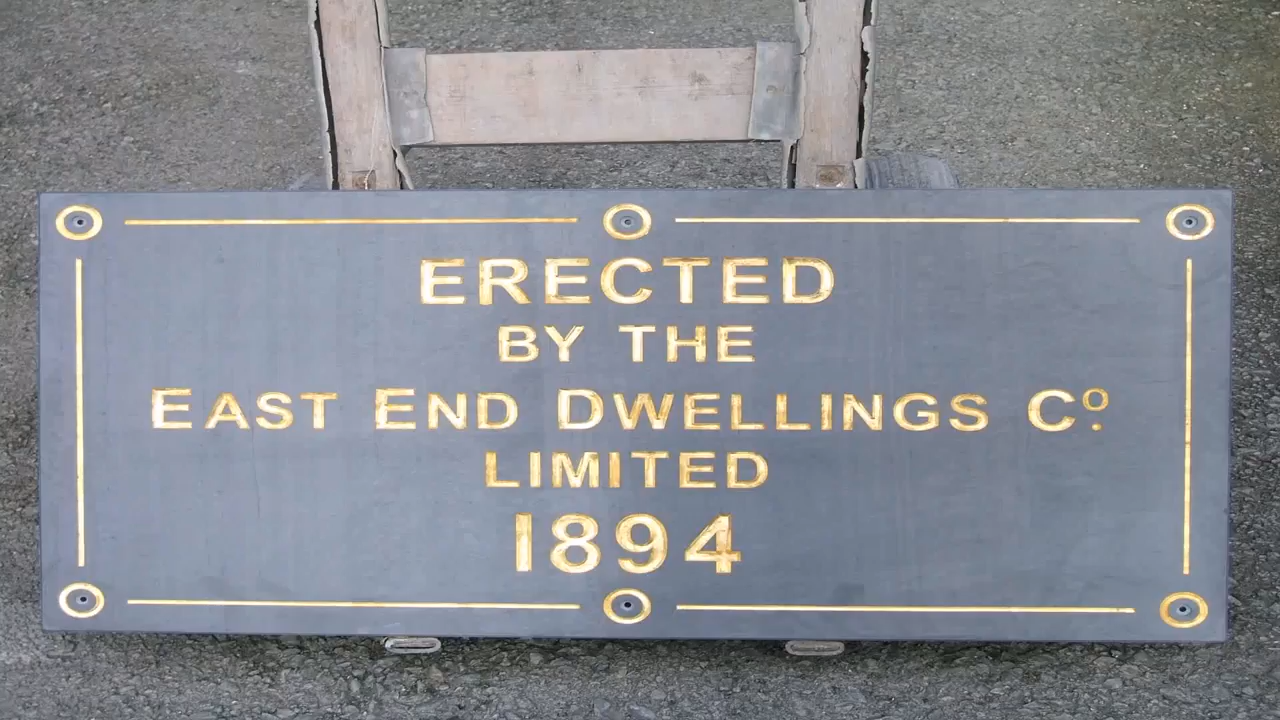 ERECTED
BY THE
EAST END DWELLINGS Cº.
LIMITED
1894